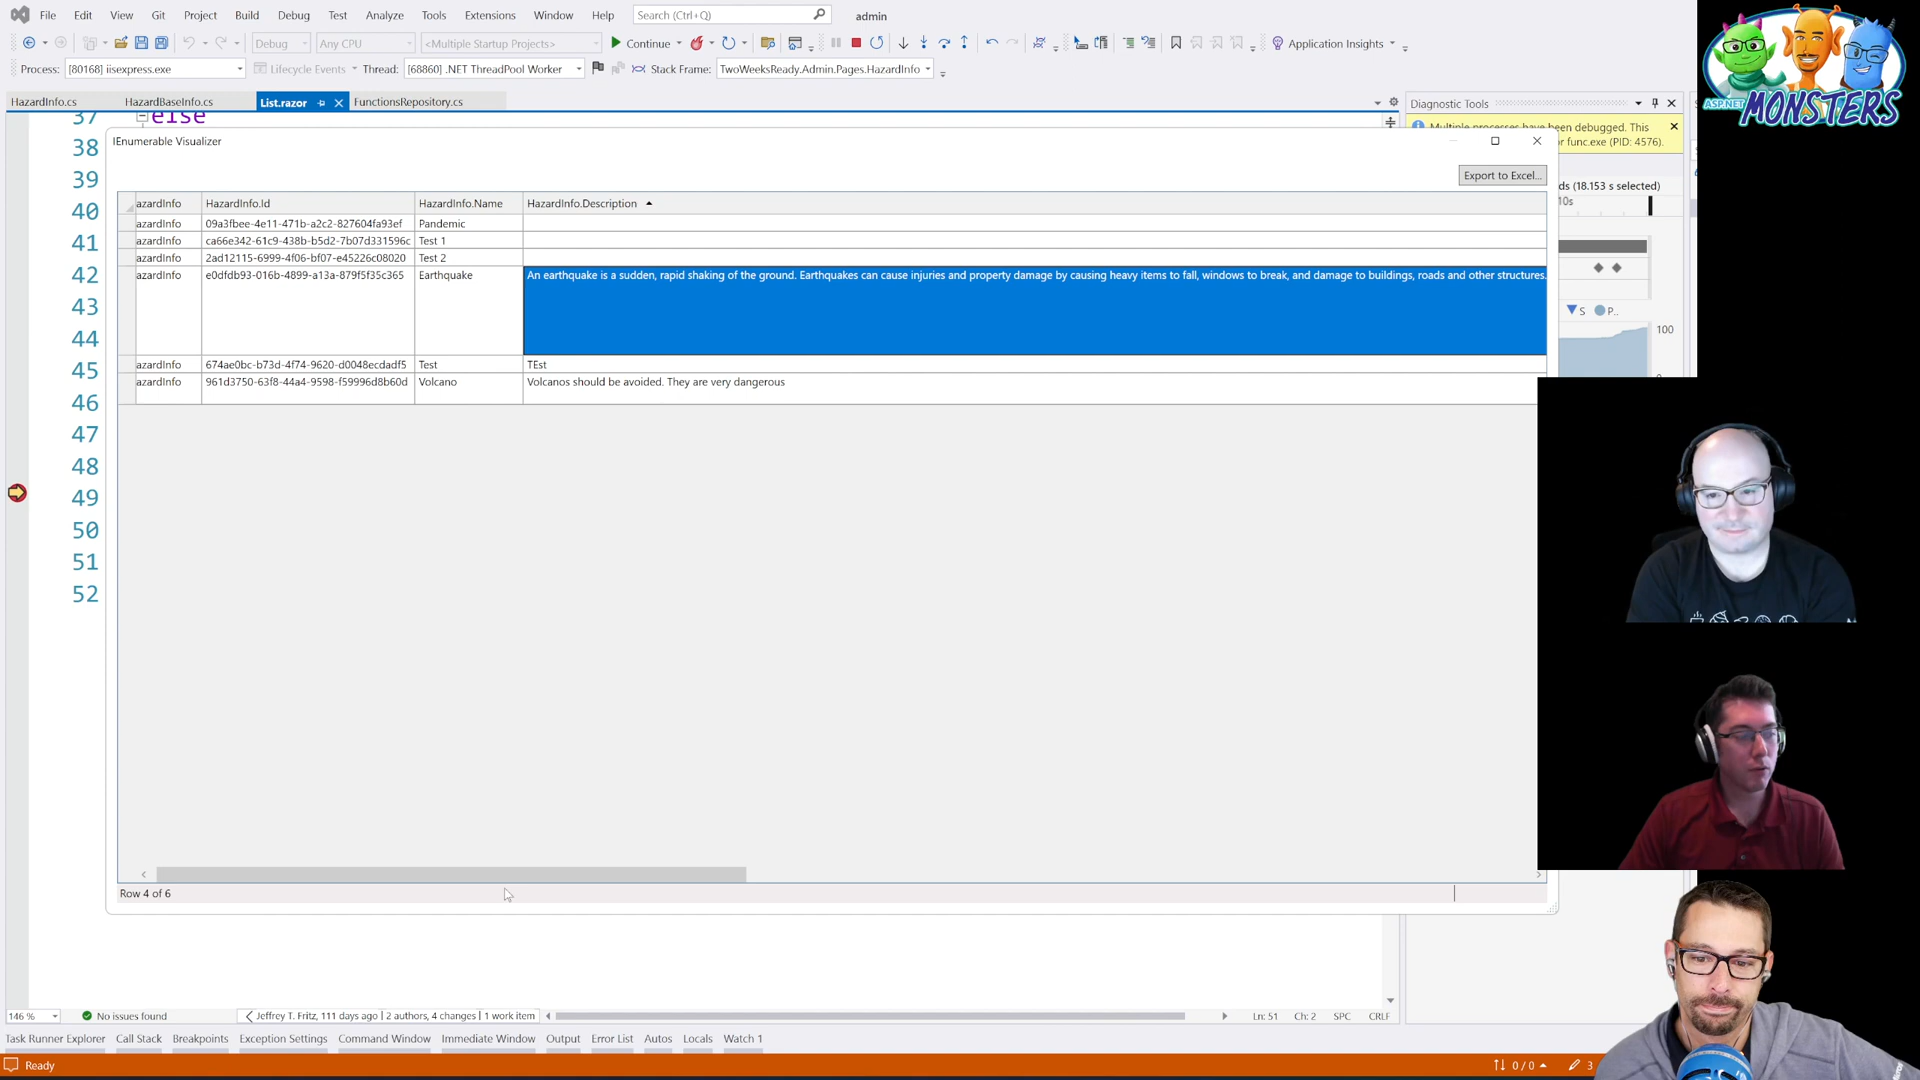 File Edit View Git Project Build Debug Test Analyze Tools Extensions Window Help Search (Ctrl+Q) admin
Debug Any CPU <Multiple Startup Projects> Continue Application Insights
Process: [80168] iisexpress.exe Lifecycle Events Thread: [68860] .NET ThreadPool Worker Stack Frame: TwoWeeksReady.Admin.Pages.HazardInfo
HazardInfo.cs HazardBaseInfo.cs List.razor FunctionsRepository.cs
Diagnostic Tools
ASP.NET MONSTERS
37 else
Multiple processes have been debugged. This
or func.exe (PID: 4576).
38
IEnumerable Visualizer
39
Export to Excel...
ds (18.153 s selected)
10s
40 azardInfo HazardInfo.Id HazardInfo.Name HazardInfo.Description
azardInfo 09a3fbee-4e11-471b-a2c2-827604fa93ef Pandemic
41 azardInfo ca66e342-61c9-438b-b5d2-7b07d331596c Test 1
azardInfo 2ad12115-6999-4f06-bf07-e45226c08020 Test 2
42 azardInfo e0dfdb93-016b-4899-a13a-879f5f35c365 Earthquake An earthquake is a sudden, rapid shaking of the ground. Earthquakes can cause injuries and property damage by causing heavy items to fall, windows to break, and damage to buildings, roads and other structures.
43
S P..
44
100
45 azardInfo 674ae0bc-b73d-4f74-9620-d0048ecdadf5 Test TEst
azardInfo 961d3750-63f8-44a4-9598-f59996d8b60d Volcano Volcanos should be avoided. They are very dangerous
46
47
48
49
50
51
52
Row 4 of 6
146 % No issues found Jeffrey T. Fritz, 111 days ago | 2 authors, 4 changes | 1 work item Ln: 51 Ch: 2 SPC CRLF
Task Runner Explorer Call Stack Breakpoints Exception Settings Command Window Immediate Window Output Error List Autos Locals Watch 1
Ready 0 / 0 3